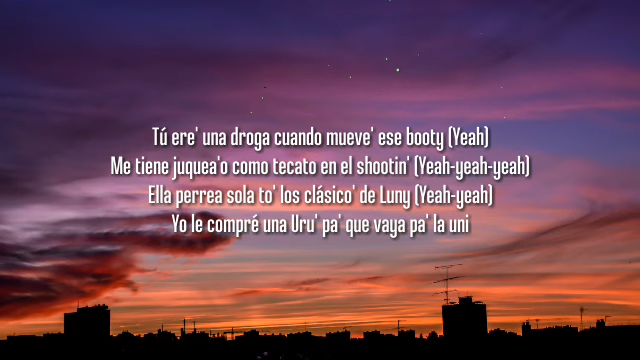 Tú ere' una droga cuando mueve' ese booty (Yeah)
Me tiene juquea'o como tecato en el shootin' (Yeah-yeah-yeah)
Ella perrea sola to' los clásico' de Luny (Yeah-yeah)
Yo le compré una Uru' pa' que vaya pa' la uni